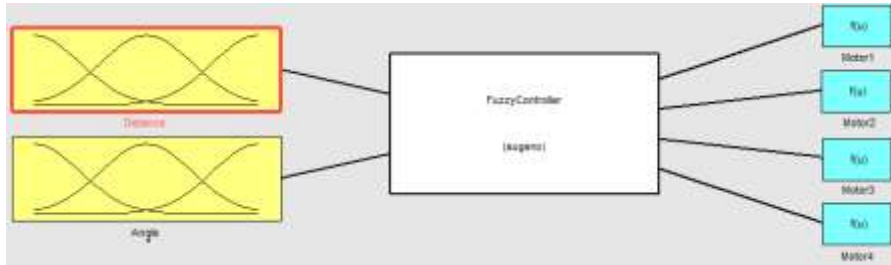 Distance
Angle
FuzzyController
(sugeno)
f(u)
Motor1
f(u)
Motor2
f(u)
Motor3
f(u)
Motor4